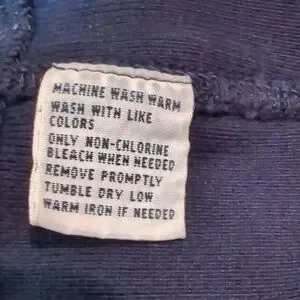 MACHINE WASH WARM
WASH WITH LIKE
COLORS
ONLY NON-CHLORINE
BLEACH WHEN NEEDED
REMOVE PROMPTLY
TUMBLE DRY LOW
WARM IRON IF NEEDED